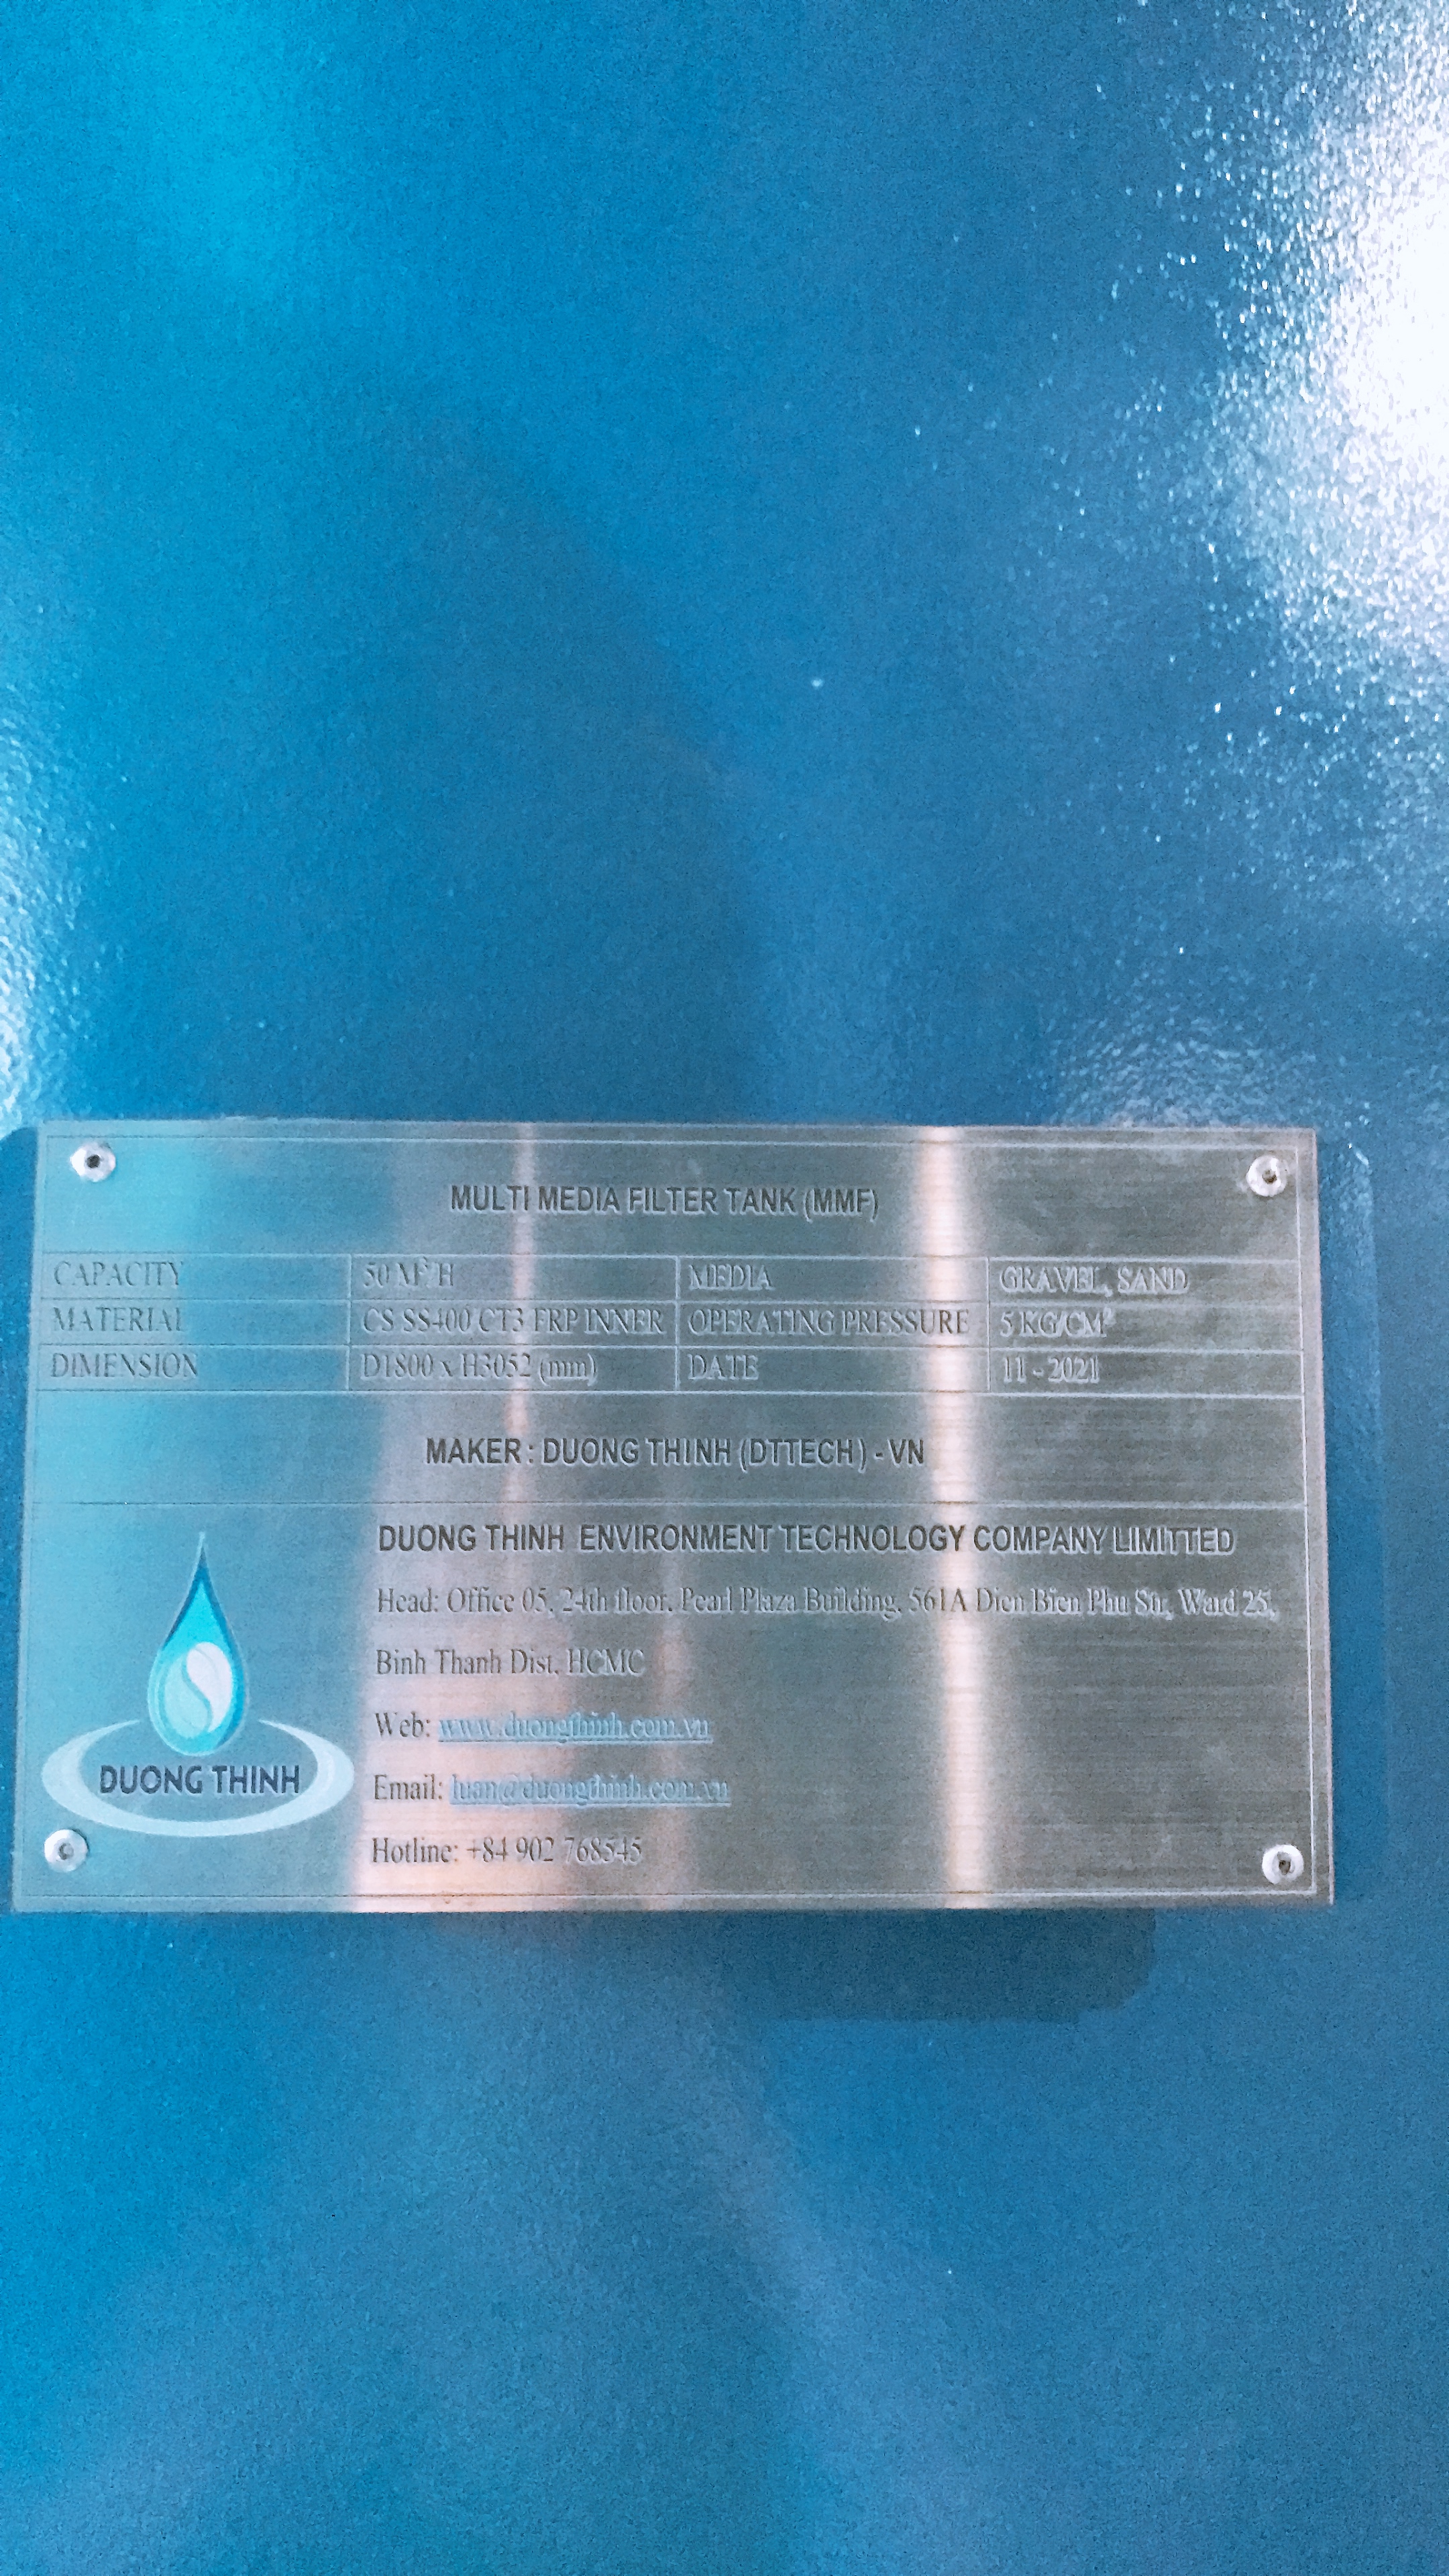 MULTI MEDIA FILTER TANK (MMF)
CAPACITY 50 M³/H MEDIA GRAVEL, SAND
MATERIAL CS SS400/CT3 FRP INNER OPERATING PRESSURE 5 KG/CM²
DIMENSION D1800 x H3052 (mm) DATE 11 - 2021
MAKER : DUONG THINH (DTTECH) - VN
DUONG THINH ENVIRONMENT TECHNOLOGY COMPANY LIMITTED
Head: Office 05, 24th floor, Pearl Plaza Building, 561A Dien Bien Phu Str, Ward 25,
Binh Thanh Dist, HCMC
Web: www.duongthinh.com.vn
Email: luan@duongthinh.com.vn
Hotline: +84 902 768545
DUONG THINH